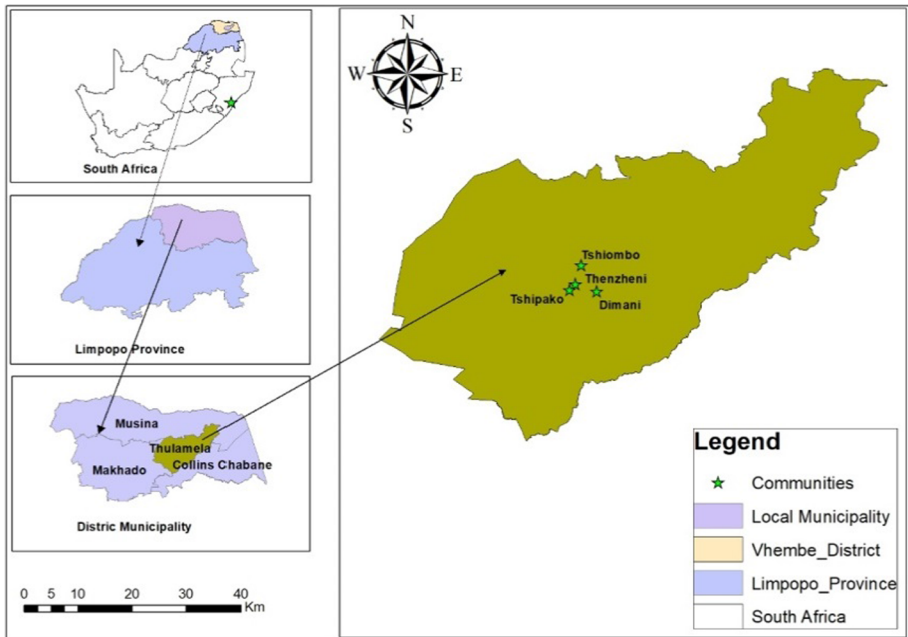 South Africa
Limpopo Province
Musina
Thulamela
Makhado
Collins Chabane
Distric Municipality
0 5 10 20 30 40
Km
N
W E
S
Tshiombo
Thenzheni
Tshipako
Dimani
Legend
Communities
Local Municipality
Vhembe_District
Limpopo_Province
South Africa